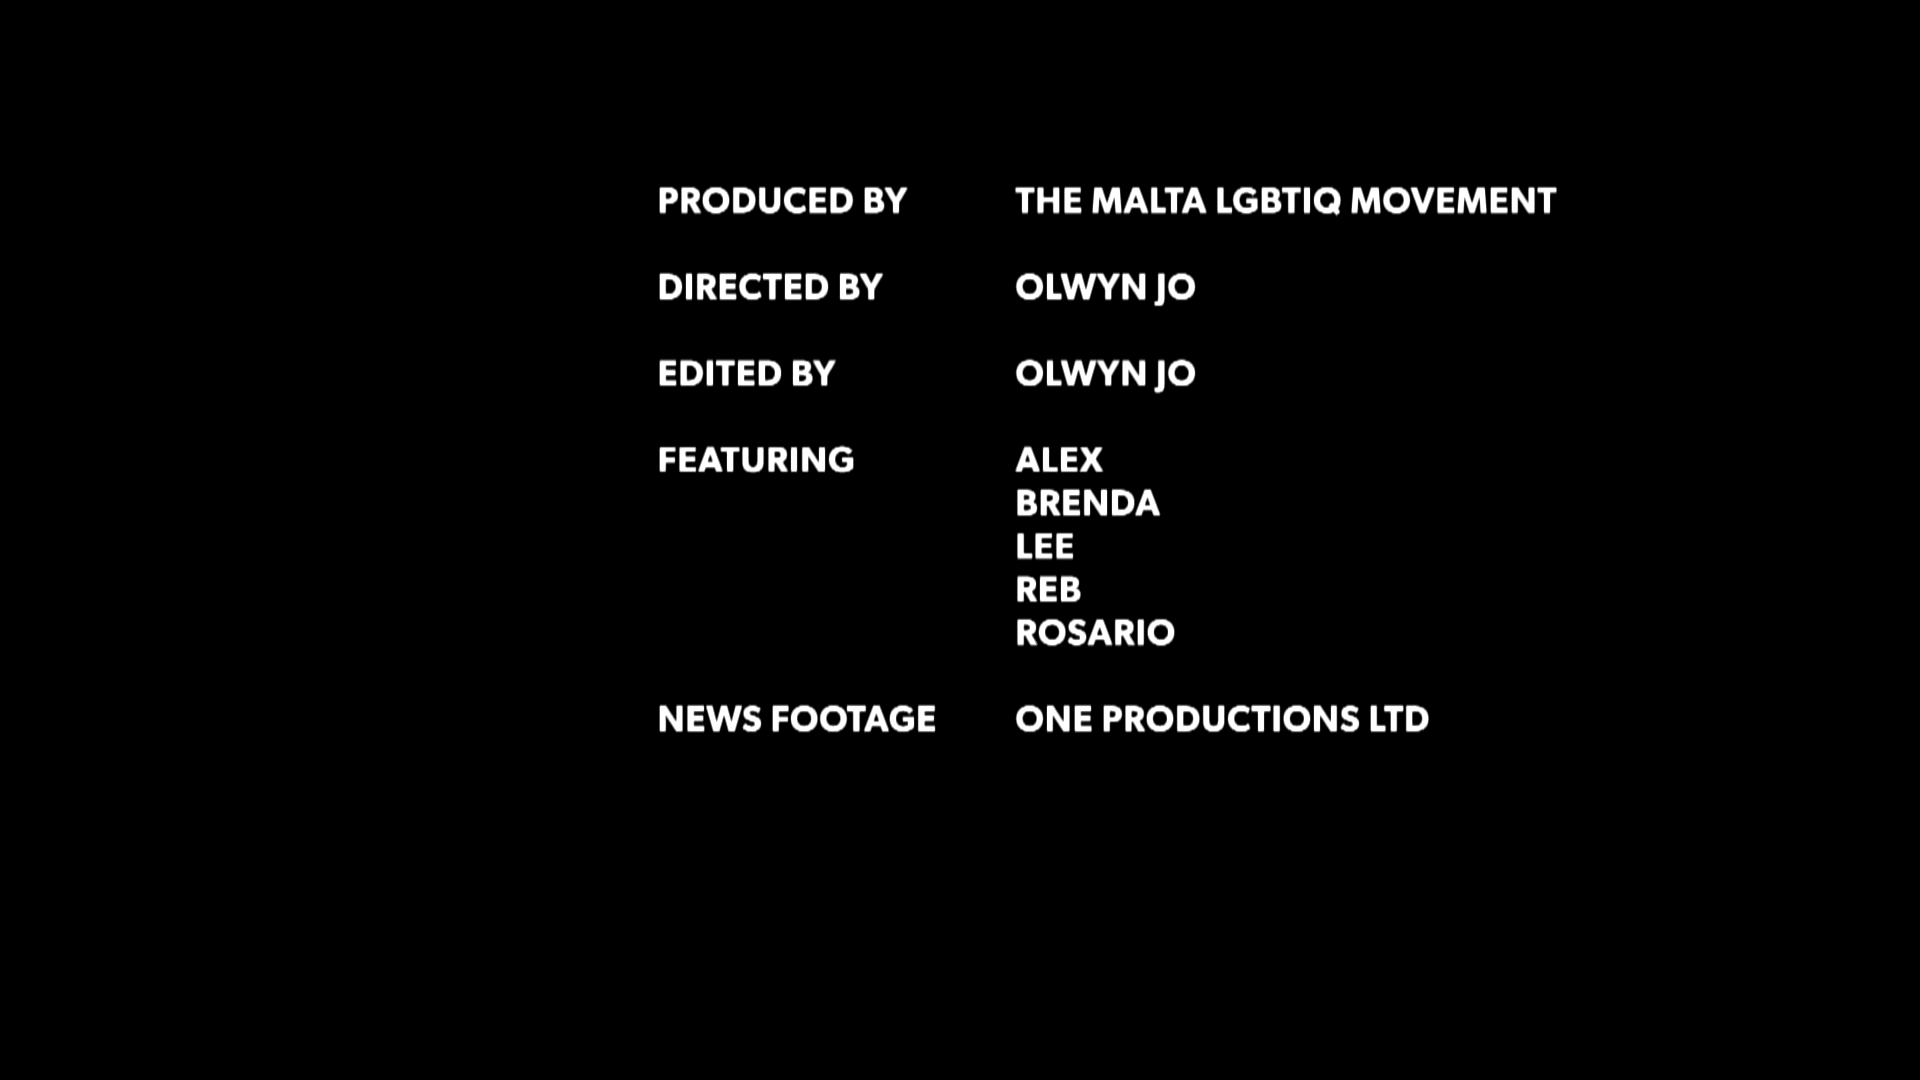 PRODUCED BY THE MALTA LGBTIQ MOVEMENT
DIRECTED BY OLWYN JO
EDITED BY OLWYN JO
FEATURING ALEX
BRENDA
LEE
REB
ROSARIO
NEWS FOOTAGE ONE PRODUCTIONS LTD